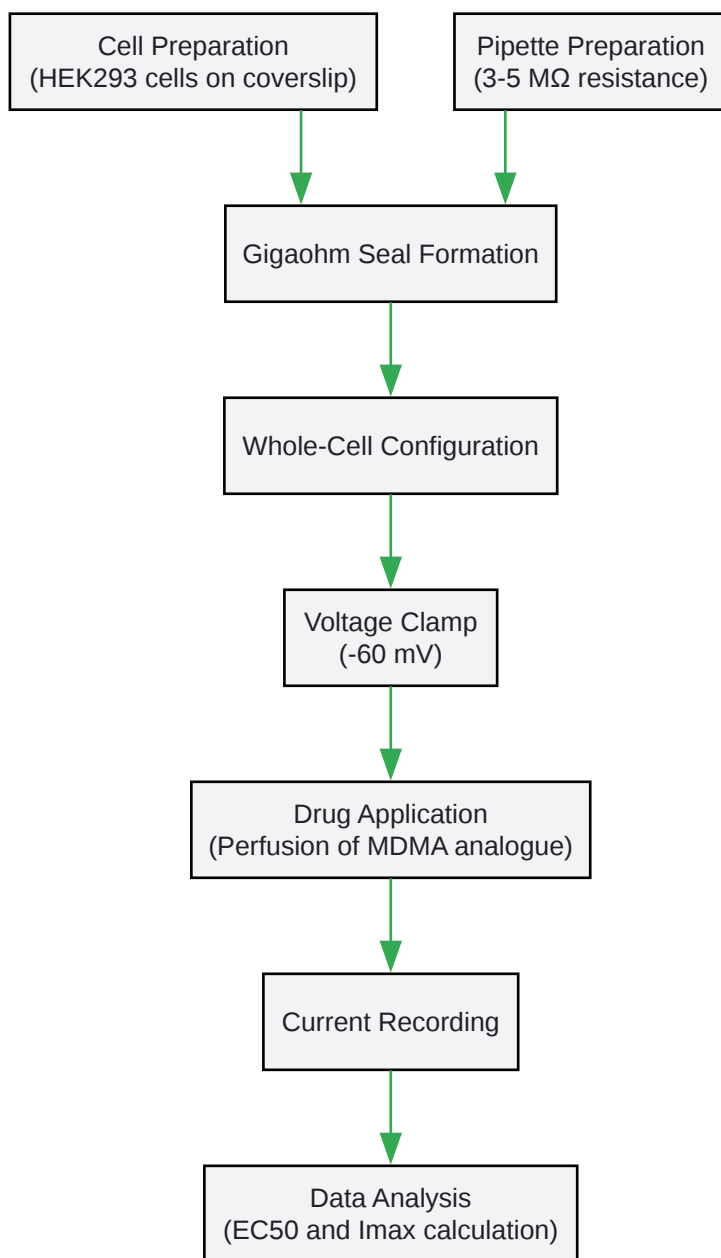 Cell Preparation
(HEK293 cells on coverslip)
Pipette Preparation
(3-5 MΩ resistance)
Gigaohm Seal Formation
Whole-Cell Configuration
Voltage Clamp
(-60 mV)
Drug Application
(Perfusion of MDMA analogue)
Current Recording
Data Analysis
(EC50 and Imax calculation)